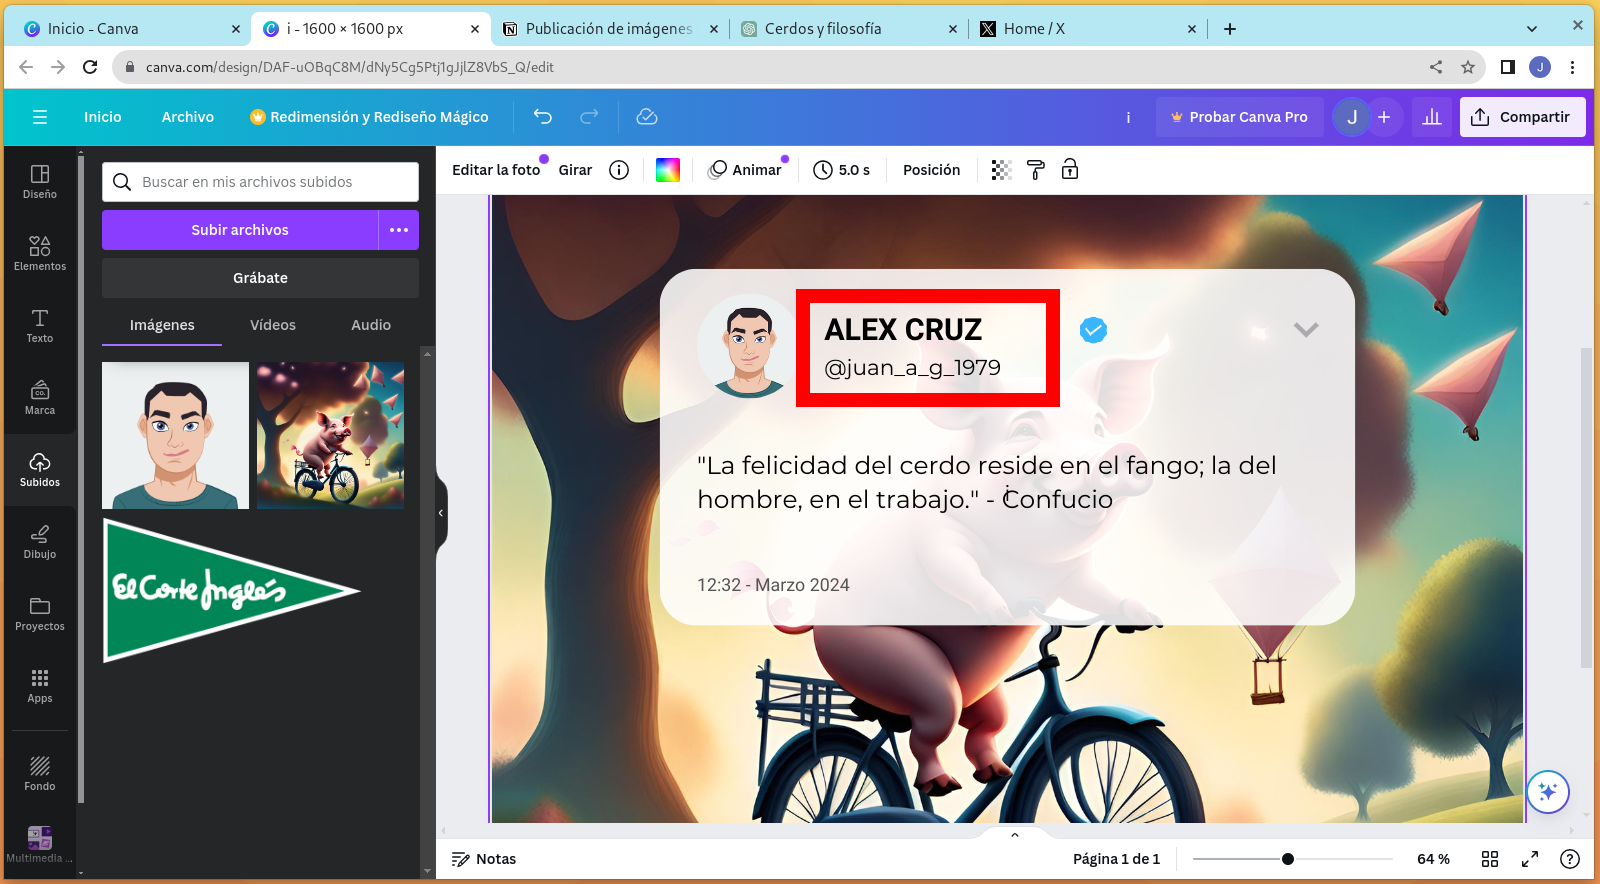 Inicio - Canva
i - 1600 × 1600 px
Publicación de imágenes
Cerdos y filosofía
Home / X
canva.com/design/DAF-uOBqC8M/dNy5Cg5Ptj1gJjlZ8VbS_Q/edit
J
Inicio
Archivo
Redimensión y Rediseño Mágico
i
Probar Canva Pro
J
Compartir
Diseño
Elementos
Texto
Marca
Subidos
Dibujo
Proyectos
Apps
Fondo
Multimedia ...
Buscar en mis archivos subidos
Subir archivos
Grábate
Imágenes
Vídeos
Audio
El Corte Inglés
Editar la foto
Girar
Animar
5.0 s
Posición
ALEX CRUZ
@juan_a_g_1979
"La felicidad del cerdo reside en el fango; la del
hombre, en el trabajo." - Confucio
12:32 - Marzo 2024
Notas
Página 1 de 1
64 %